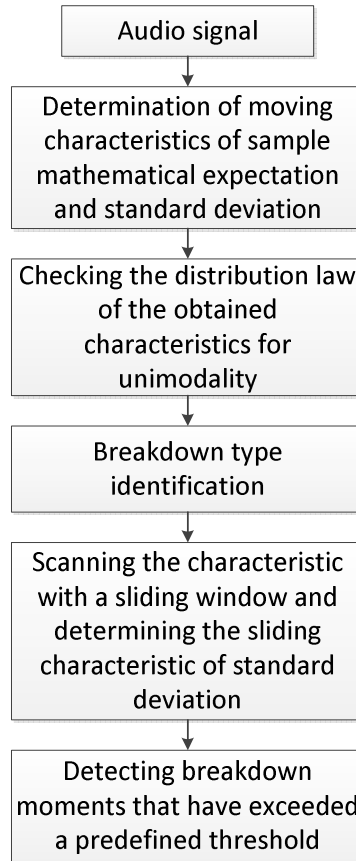 Audio signal
Determination of moving
characteristics of sample
mathematical expectation
and standard deviation
Checking the distribution law
of the obtained
characteristics for
unimodality
Breakdown type
identification
Scanning the characteristic
with a sliding window and
determining the sliding
characteristic of standard
deviation
Detecting breakdown
moments that have exceeded
a predefined threshold